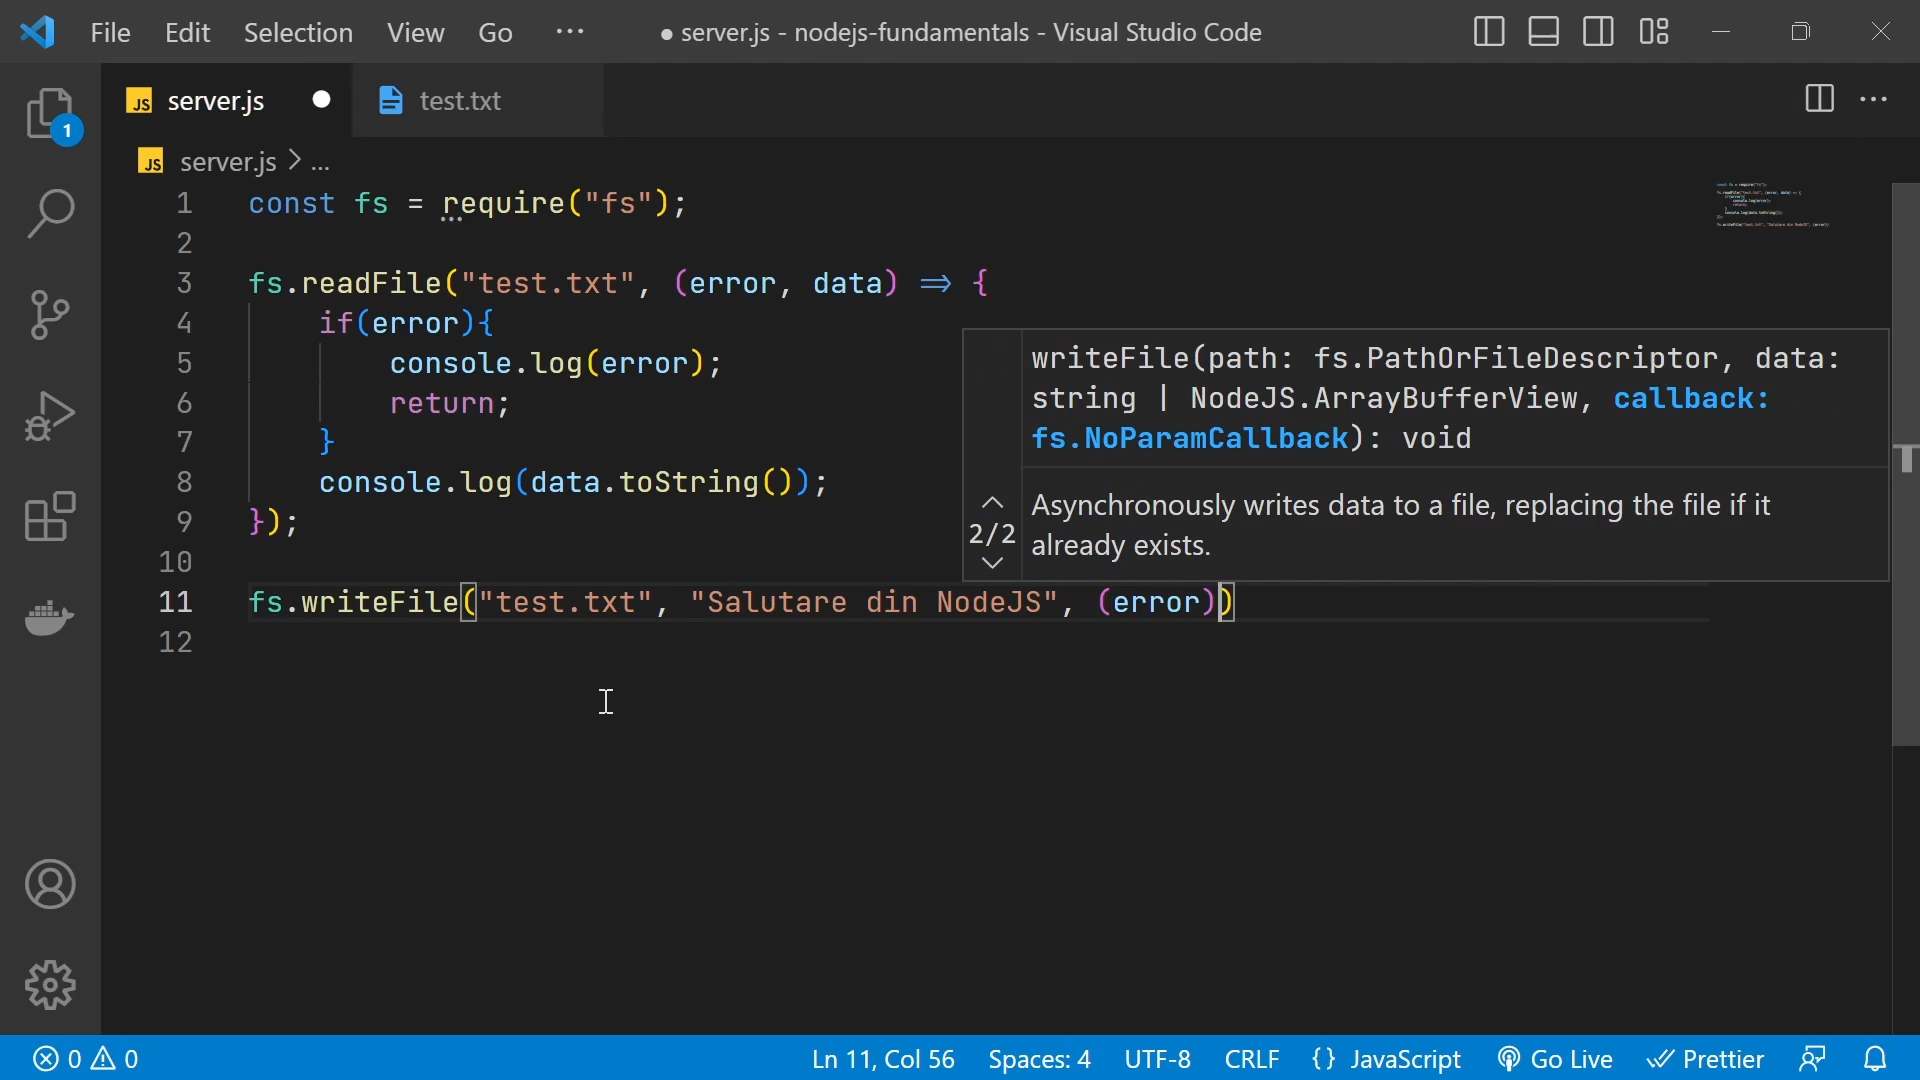 File Edit Selection View Go ... ● server.js - nodejs-fundamentals - Visual Studio Code
JS server.js ● test.txt
1
JS server.js > ...
1 const fs = require("fs");
2
3 fs.readFile("test.txt", (error, data) => {
4 if(error){
5 console.log(error);
6 return;
7 }
8 console.log(data.toString());
9 });
10
11 fs.writeFile("test.txt", "Salutare din NodeJS", (error))
12
writeFile(path: fs.PathOrFileDescriptor, data:
string | NodeJS.ArrayBufferView, callback:
fs.NoParamCallback): void
2/2
Asynchronously writes data to a file, replacing the file if it
already exists.
0 0 Ln 11, Col 56 Spaces: 4 UTF-8 CRLF {} JavaScript Go Live Prettier